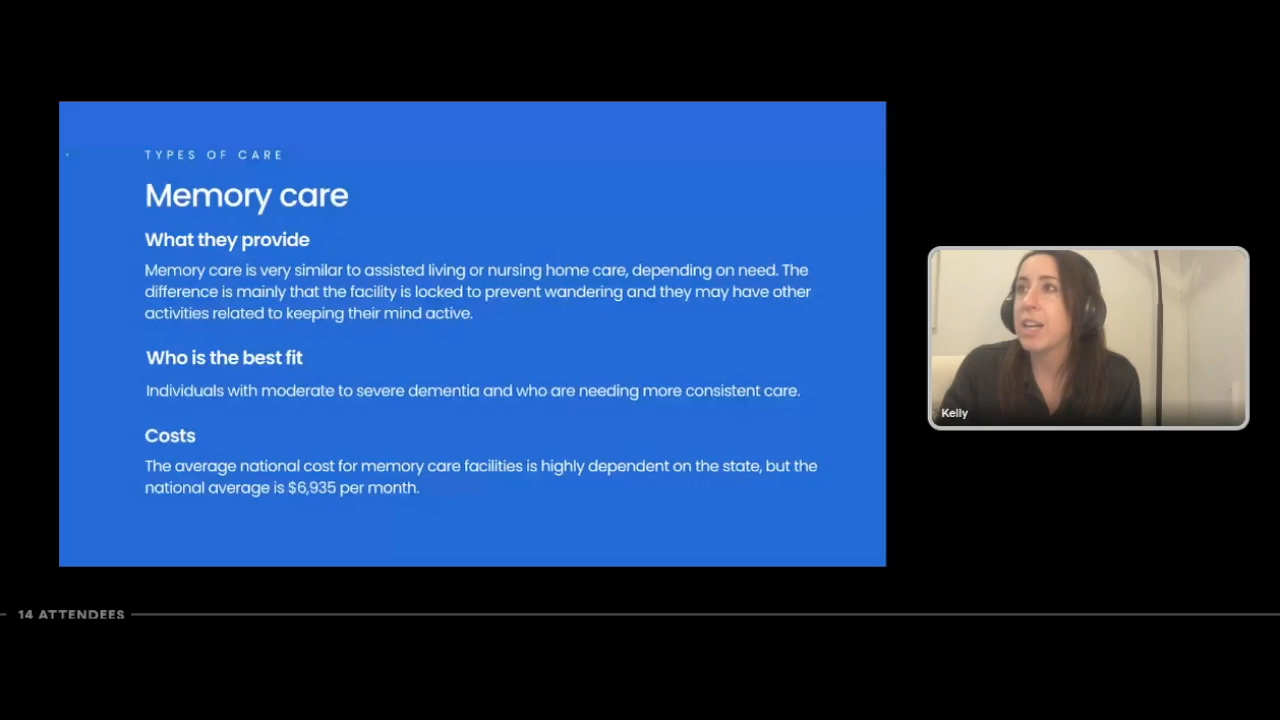 TYPES OF CARE
Memory care
What they provide
Memory care is very similar to assisted living or nursing home care, depending on need. The
difference is mainly that the facility is locked to prevent wandering and they may have other
activities related to keeping their mind active.
Who is the best fit
Individuals with moderate to severe dementia and who are needing more consistent care.
Costs
The average national cost for memory care facilities is highly dependent on the state, but the
national average is $6,935 per month.
Kelly
14 ATTENDEES